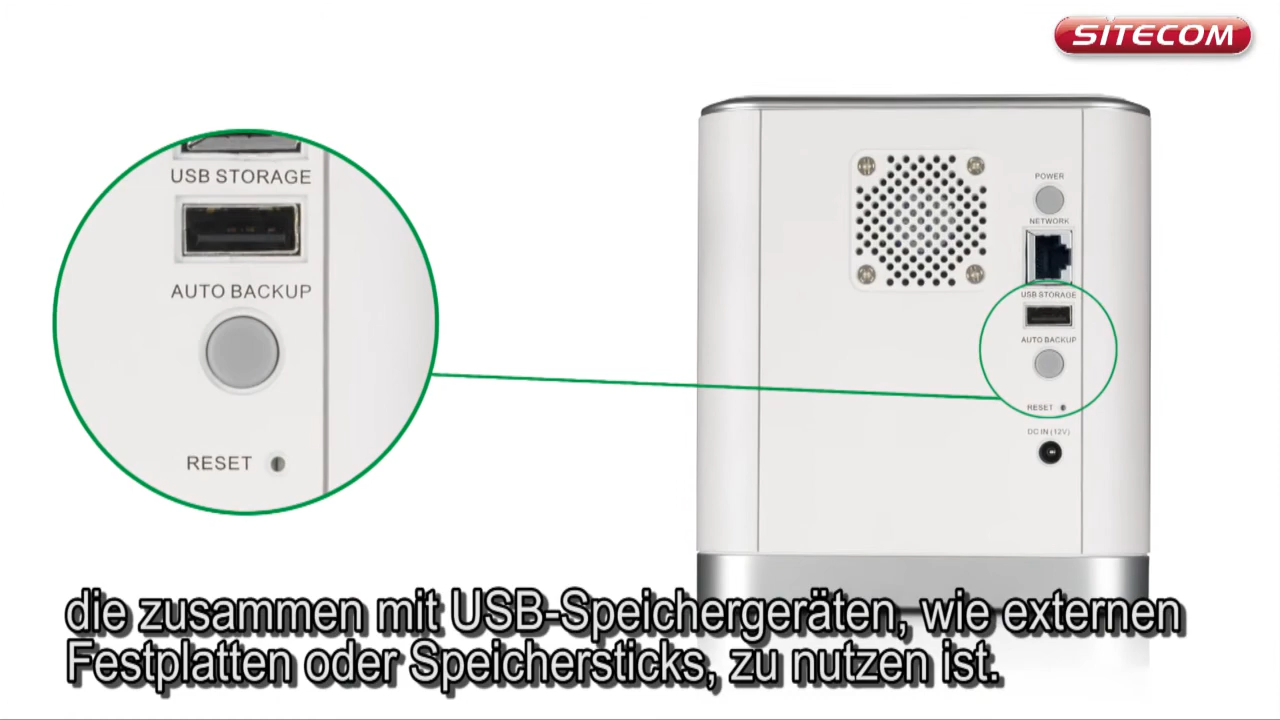 SITECOM
USB STORAGE
AUTO BACKUP
RESET
POWER
NETWORK
USB STORAGE
AUTO BACKUP
RESET
DC IN (12V)
die zusammen mit USB-Speichergeräten, wie externen
Festplatten oder Speichersticks, zu nutzen ist.